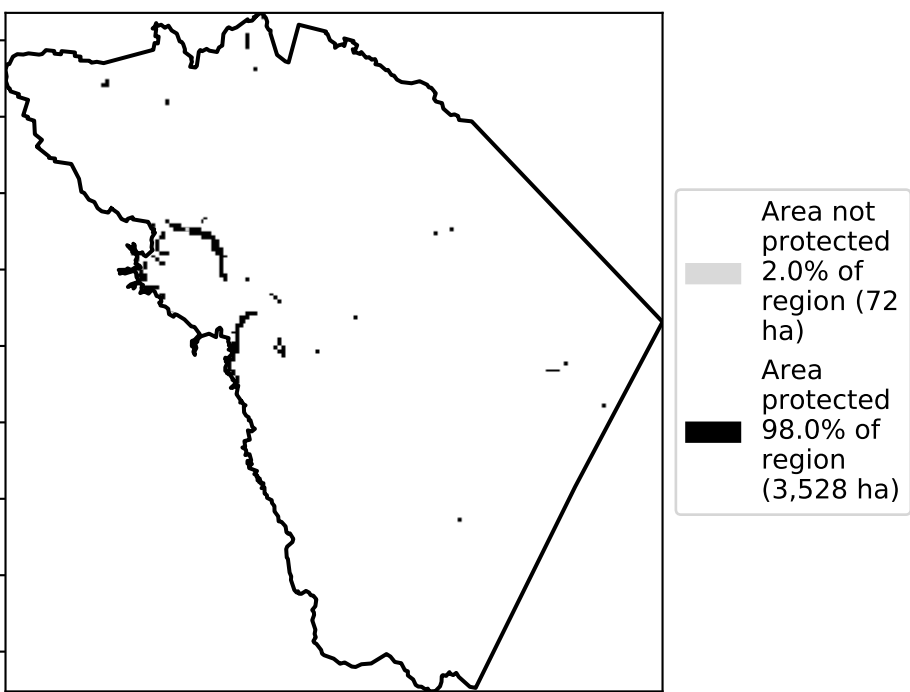 Area not
protected
2.0% of
region (72
ha)
Area
protected
98.0% of
region
(3,528 ha)